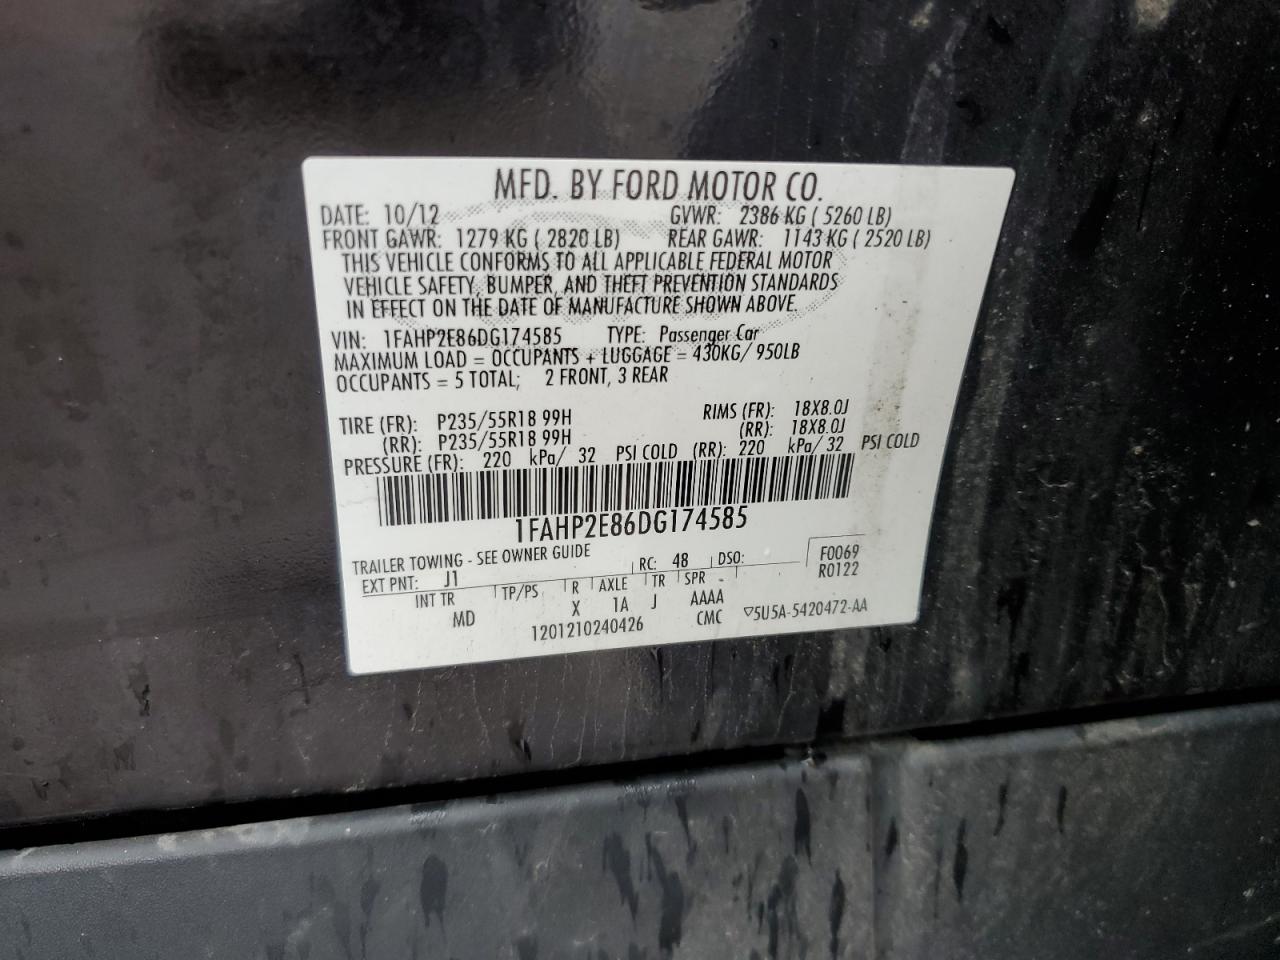 MFD. BY FORD MOTOR CO.
DATE: 10/12 GVWR: 2386 KG ( 5260 LB)
FRONT GAWR: 1279 KG ( 2820 LB) REAR GAWR: 1143 KG ( 2520 LB)
THIS VEHICLE CONFORMS TO ALL APPLICABLE FEDERAL MOTOR
VEHICLE SAFETY, BUMPER, AND THEFT PREVENTION STANDARDS
IN EFFECT ON THE DATE OF MANUFACTURE SHOWN ABOVE.
VIN: 1FAHP2E86DG174585 TYPE: Passenger Car
MAXIMUM LOAD = OCCUPANTS + LUGGAGE = 430KG/ 950LB
OCCUPANTS = 5 TOTAL; 2 FRONT, 3 REAR
TIRE (FR): P235/55R18 99H RIMS (FR): 18X8.0J
(RR): P235/55R18 99H (RR): 18X8.0J
PRESSURE (FR): 220 kPa/ 32 PSI COLD (RR): 220 kPa/ 32 PSI COLD
1FAHP2E86DG174585
TRAILER TOWING - SEE OWNER GUIDE F0069
EXT PNT: J1 RC: 48 DSO: R0122
INT TR TP/PS R AXLE TR SPR
MD X 1A J AAAA
1201210240426 CMC ▽5U5A-5420472-AA